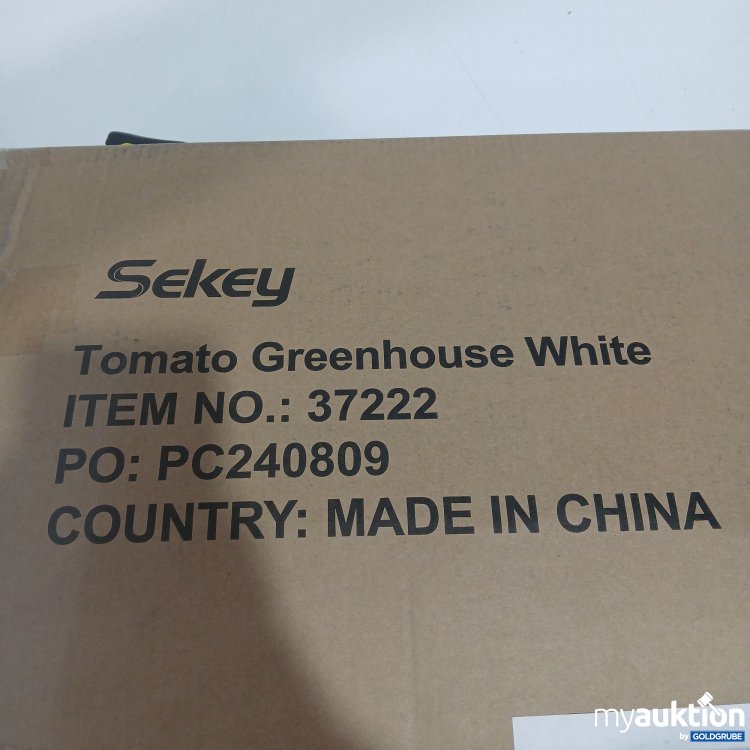 Sekey
Tomato Greenhouse White
ITEM NO.: 37222
PO: PC240809
COUNTRY: MADE IN CHINA
myauktion
by GOLDGRUBE